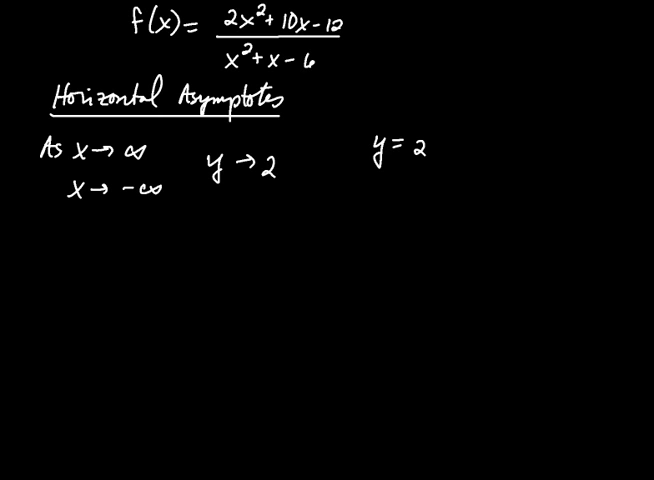 f(x) = (2x² + 10x - 12) / (x² + x - 6)
Horizontal Asymptotes
As x → ∞ y → 2 y = 2
x → -∞